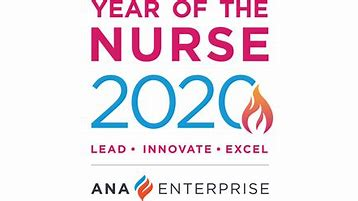 YEAR OF THE
NURSE
2020
LEAD • INNOVATE • EXCEL
ANA ENTERPRISE